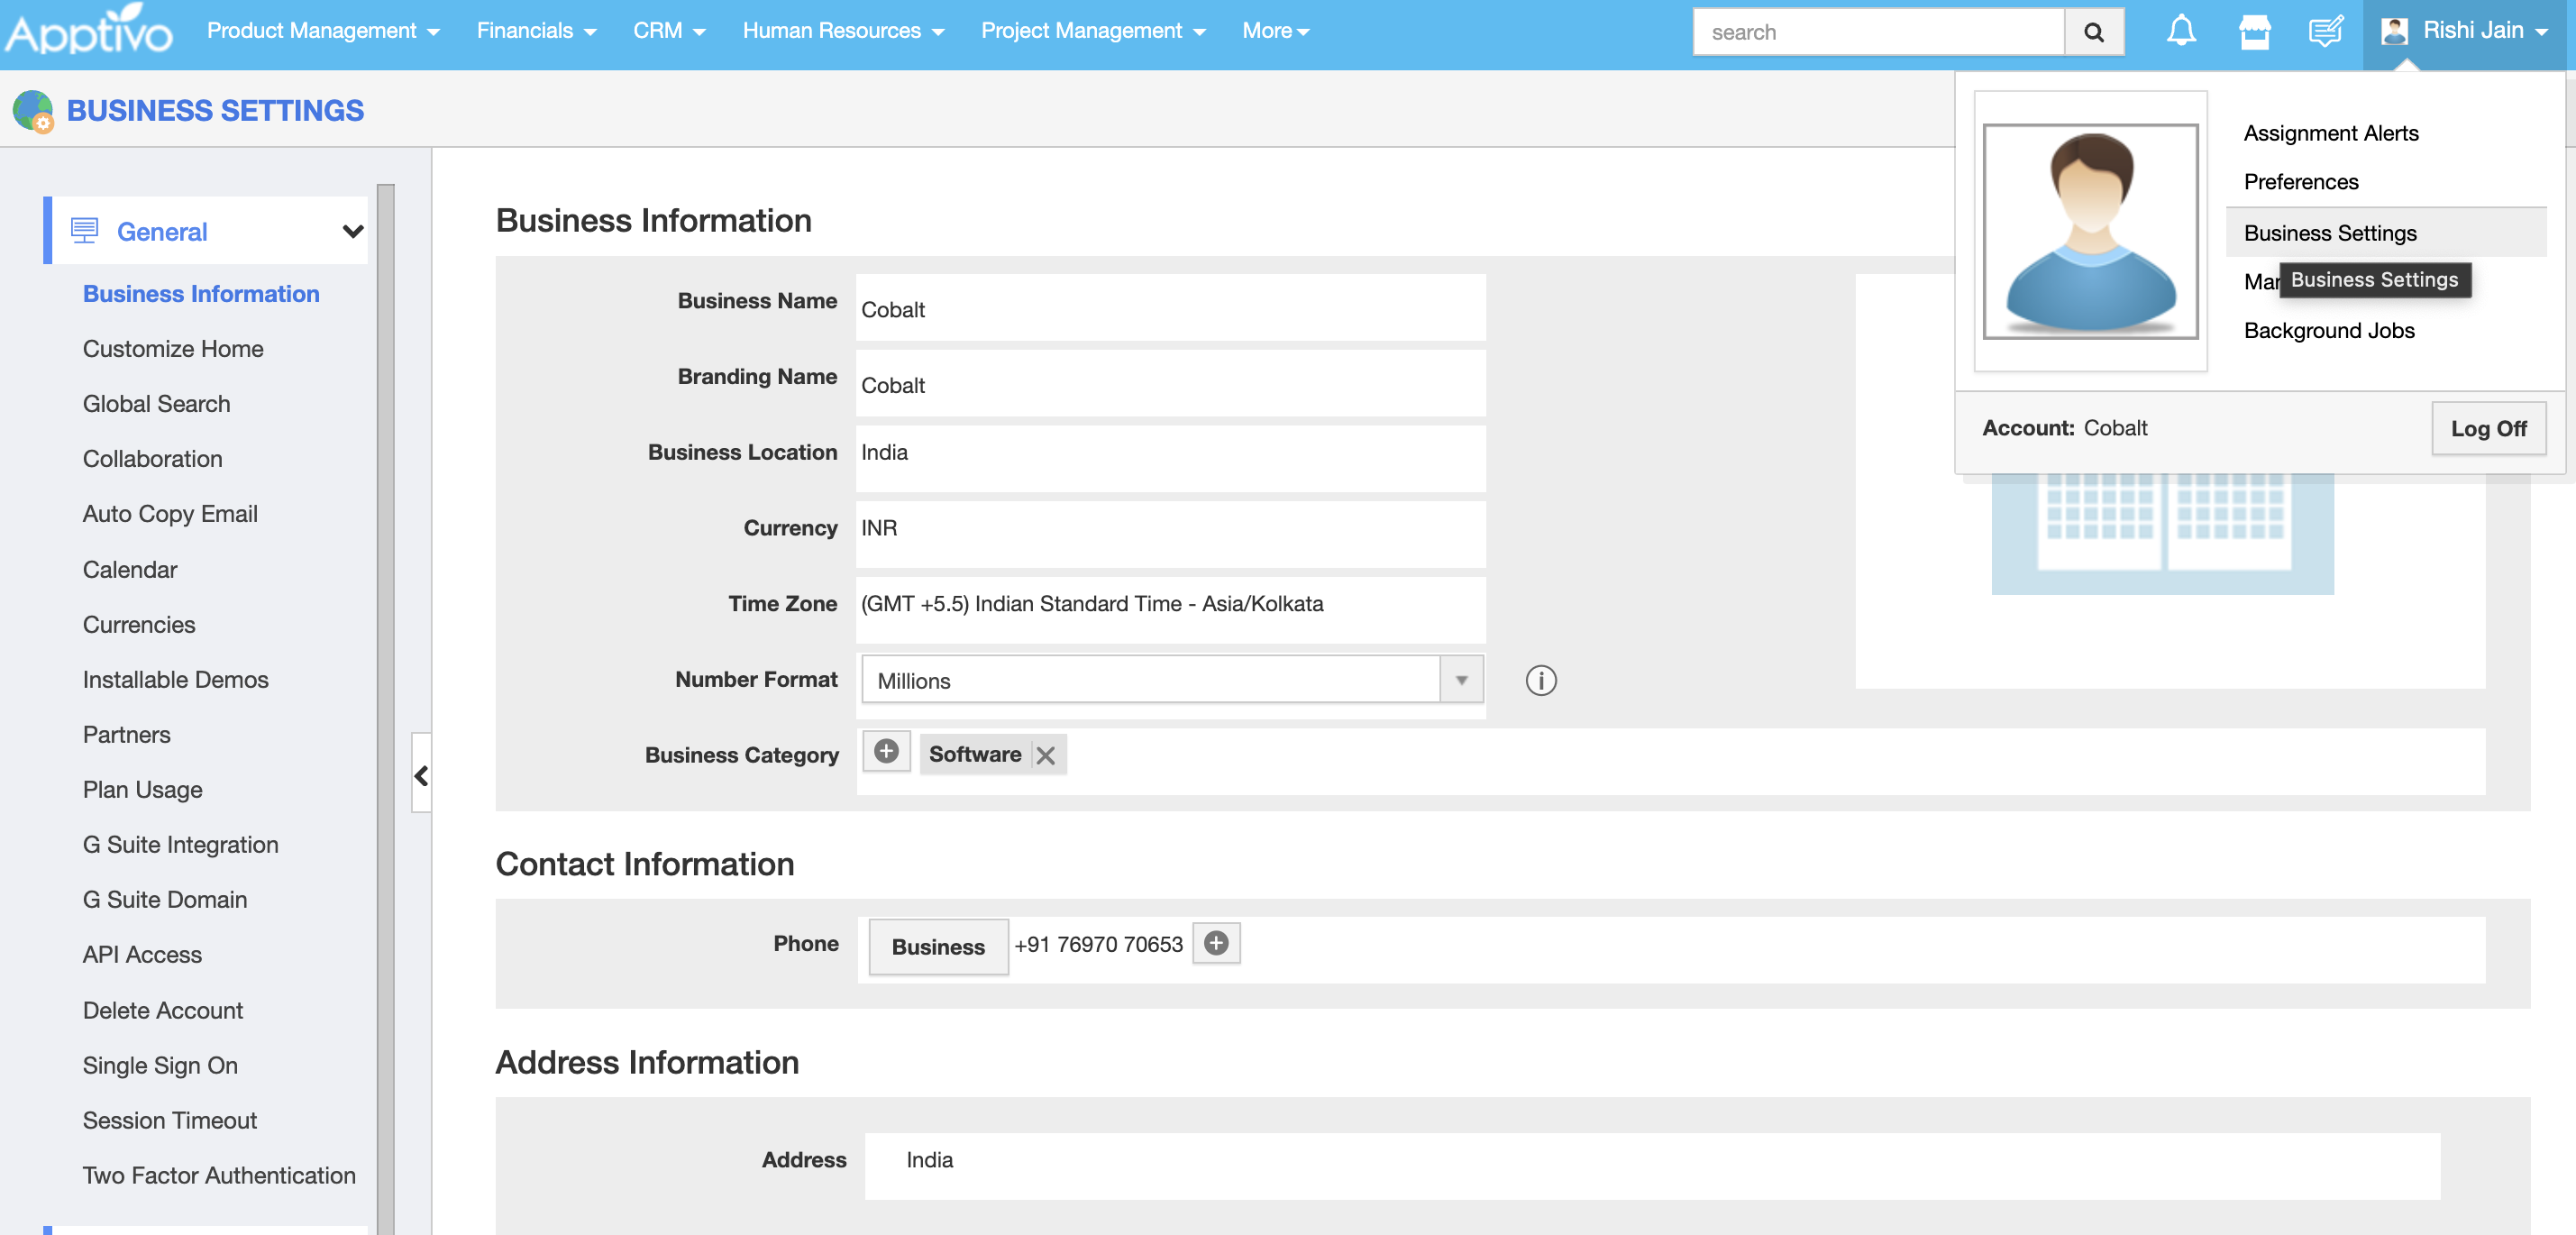 Apptivo
Product Management
Financials
CRM
Human Resources
Project Management
More
search
Rishi Jain
BUSINESS SETTINGS
Assignment Alerts
Preferences
Business Settings
Business Settings
Background Jobs
Account: Cobalt
Log Off
General
Business Information
Customize Home
Global Search
Collaboration
Auto Copy Email
Calendar
Currencies
Installable Demos
Partners
Plan Usage
G Suite Integration
G Suite Domain
API Access
Delete Account
Single Sign On
Session Timeout
Two Factor Authentication
Business Information
Business Name Cobalt
Branding Name Cobalt
Business Location India
Currency INR
Time Zone (GMT +5.5) Indian Standard Time - Asia/Kolkata
Number Format Millions
Business Category Software
Contact Information
Phone Business +91 76970 70653
Address Information
Address India